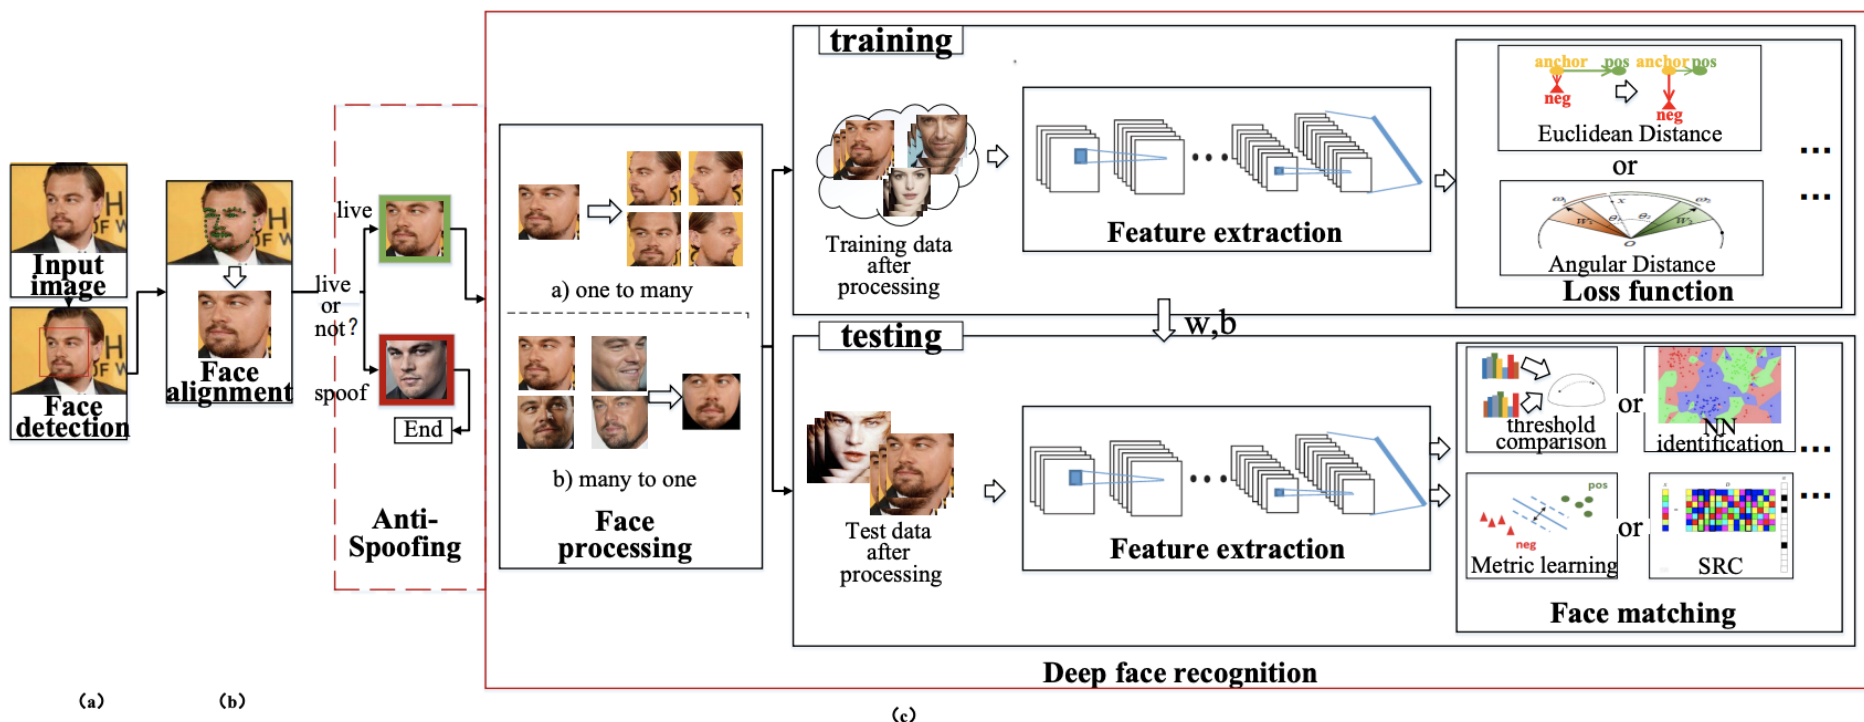 Input
image
Face
detection
(a)
Face
alignment
(b)
live
or
not?
live
spoof
End
Anti-
Spoofing
a) one to many
b) many to one
Face
processing
training
Training data
after
processing
Feature extraction
anchor pos
neg
anchor pos
neg
Euclidean Distance
or
Angular Distance
...
...
Loss function
w,b
testing
Test data
after
processing
Feature extraction
threshold
comparison
or
NN
identification
...
pos
neg
Metric learning
or
SRC
...
Face matching
Deep face recognition
(c)